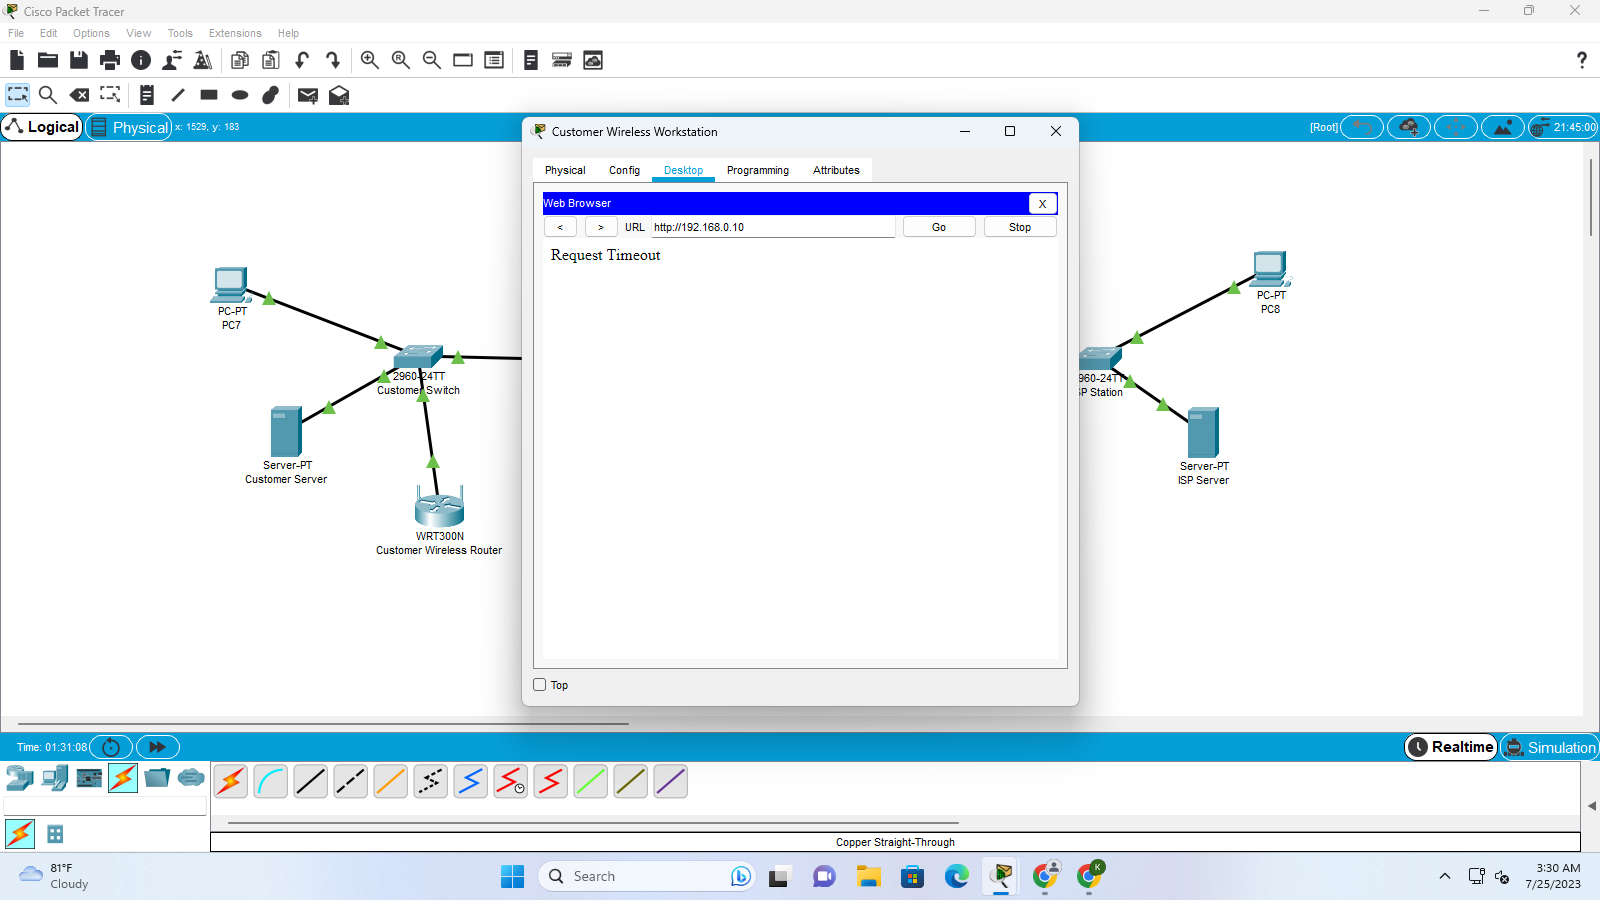 Cisco Packet Tracer
File Edit Options View Tools Extensions Help
Logical Physical x: 1529, y: 183 [Root] 21:45:00
Customer Wireless Workstation
Physical Config Desktop Programming Attributes
Web Browser X
< > URL http://192.168.0.10 Go Stop
Request Timeout
PC-PT
PC7
PC-PT
PC8
2960-24TT
Customer Switch
960-24TT
SP Station
Server-PT
Customer Server
Server-PT
ISP Server
WRT300N
Customer Wireless Router
Top
Time: 01:31:08 Realtime Simulation
Copper Straight-Through
81°F
Cloudy
Search
K
3:30 AM
7/25/2023